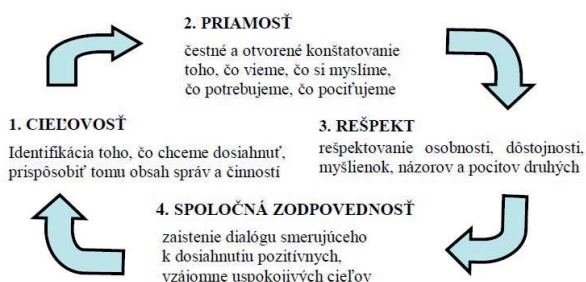 2. PRIAMOSŤ
čestné a otvorené konštatovanie
toho, čo vieme, čo si myslíme,
čo potrebujeme, čo pociťujeme
1. CIEĽOVOSŤ
Identifikácia toho, čo chceme dosiahnuť,
prispôsobiť tomu obsah správ a činností
3. REŠPEKT
rešpektovanie osobnosti, dôstojnosti,
myšlienok, názorov a pocitov druhých
4. SPOLOČNÁ ZODPOVEDNOSŤ
zaistenie dialógu smerujúceho
k dosiahnutiu pozitívnych,
vzájomne uspokojivých cieľov